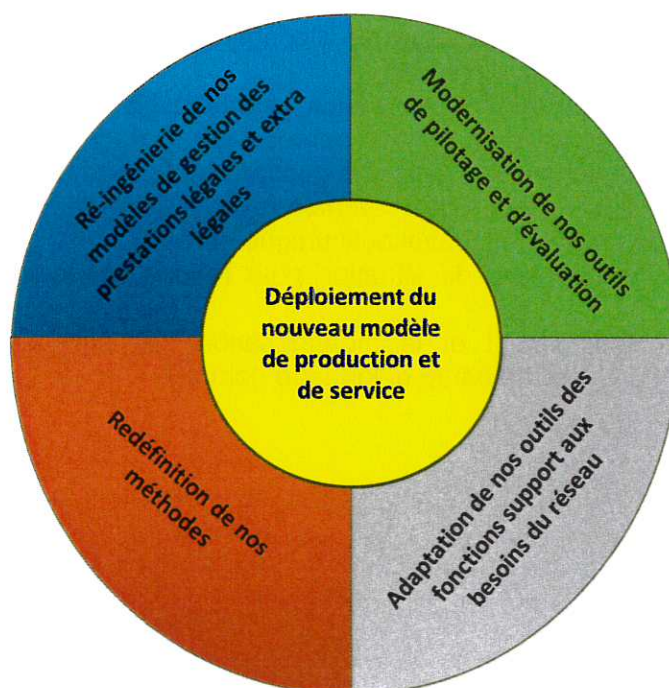 Ré-ingénierie de nos
modèles de gestion des
prestations légales et extra
légales
Modernisation de nos outils
de pilotage et d'évaluation
Déploiement du
nouveau modèle
de production et
de service
Redéfinition de nos
méthodes
Adaptation de nos outils des
fonctions support aux
besoins du réseau